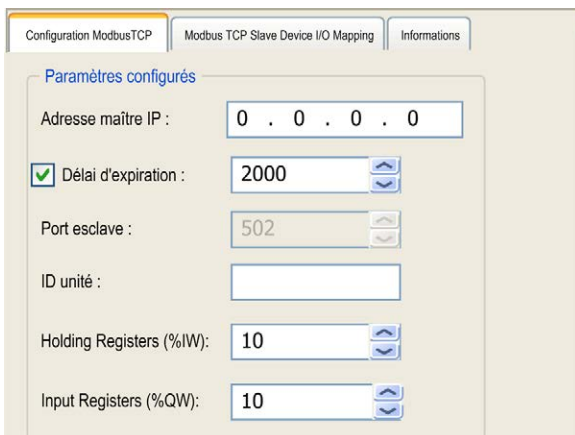 Configuration ModbusTCP Modbus TCP Slave Device I/O Mapping Informations
Paramètres configurés
Adresse maître IP : 0 . 0 . 0 . 0
Délai d'expiration : 2000
Port esclave : 502
ID unité :
Holding Registers (%IW): 10
Input Registers (%QW): 10